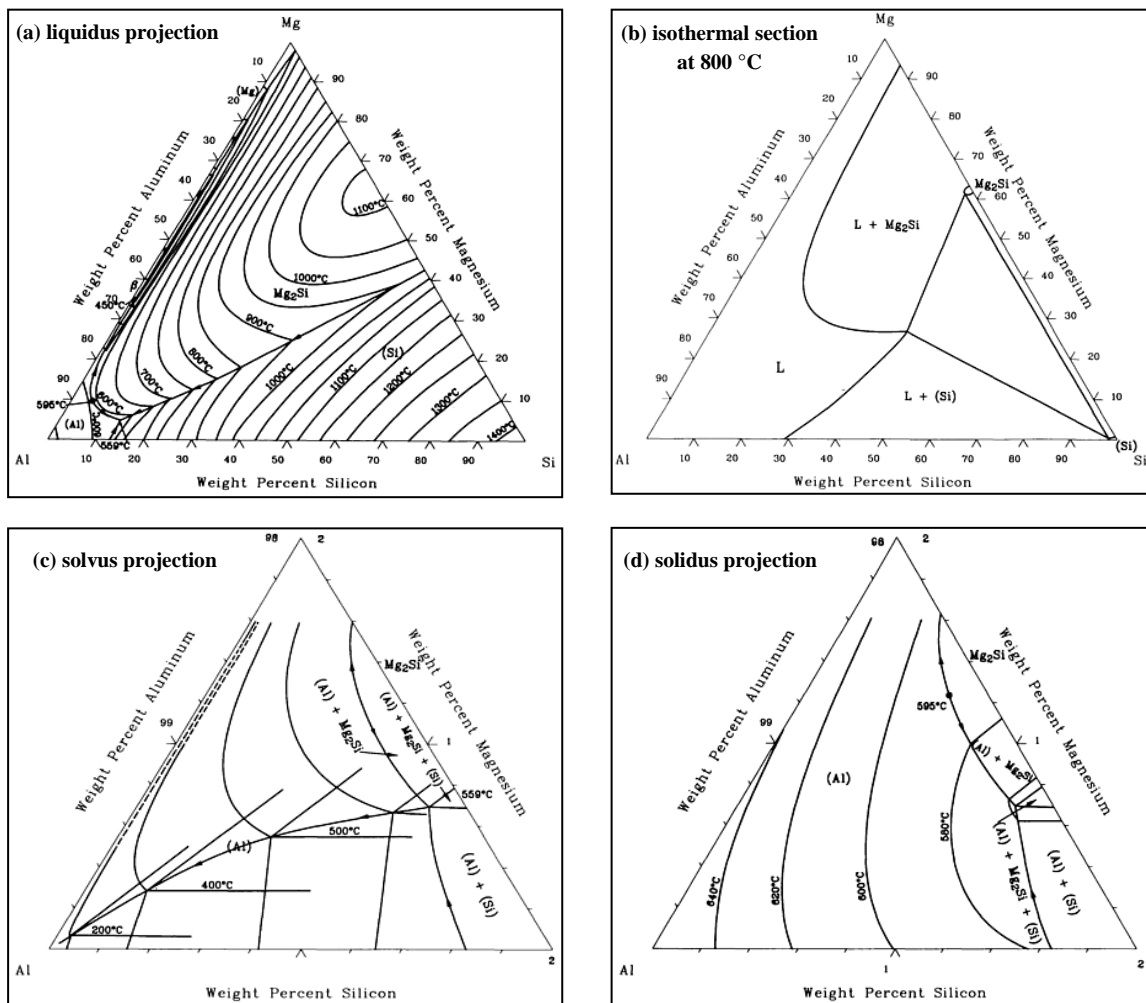 (a) liquidus projection
Mg
10
20
(Mg)
30
40
50
60
β
70
450°C
80
90
595°C
(Al)
Al
90
80
70
60
50
40
30
20
10
Weight Percent Aluminum
Weight Percent Magnesium
1100°C
1000°C
Mg₂Si
900°C
800°C
700°C
600°C
600°C
559°C
(Si)
1000°C
1100°C
1200°C
1300°C
1400°C
10 20 30 40 50 60 70 80 90
Si
Weight Percent Silicon
(b) isothermal section
at 800 °C
Mg
10
20
30
40
50
60
70
80
90
Weight Percent Aluminum
90
80
70
60
50
40
30
20
10
Weight Percent Magnesium
Mg₂Si
L + Mg₂Si
L
L + (Si)
(Si)
Al
10 20 30 40 50 60 70 80 90
Si
Weight Percent Silicon
(c) solvus projection
98
2
99
1
Weight Percent Aluminum
Weight Percent Magnesium
Mg₂Si
(Al) + Mg₂Si
(Al) + Mg₂Si + (Si)
559°C
500°C
(Al)
400°C
200°C
(Al) + (Si)
Al
2
Weight Percent Silicon
(d) solidus projection
98
2
99
1
Weight Percent Aluminum
Weight Percent Magnesium
Mg₂Si
595°C
(Al) + Mg₂Si
(Al)
640°C
620°C
600°C
580°C
(Al) + Mg₂Si + (Si)
(Al) + (Si)
Al
1
2
Weight Percent Silicon